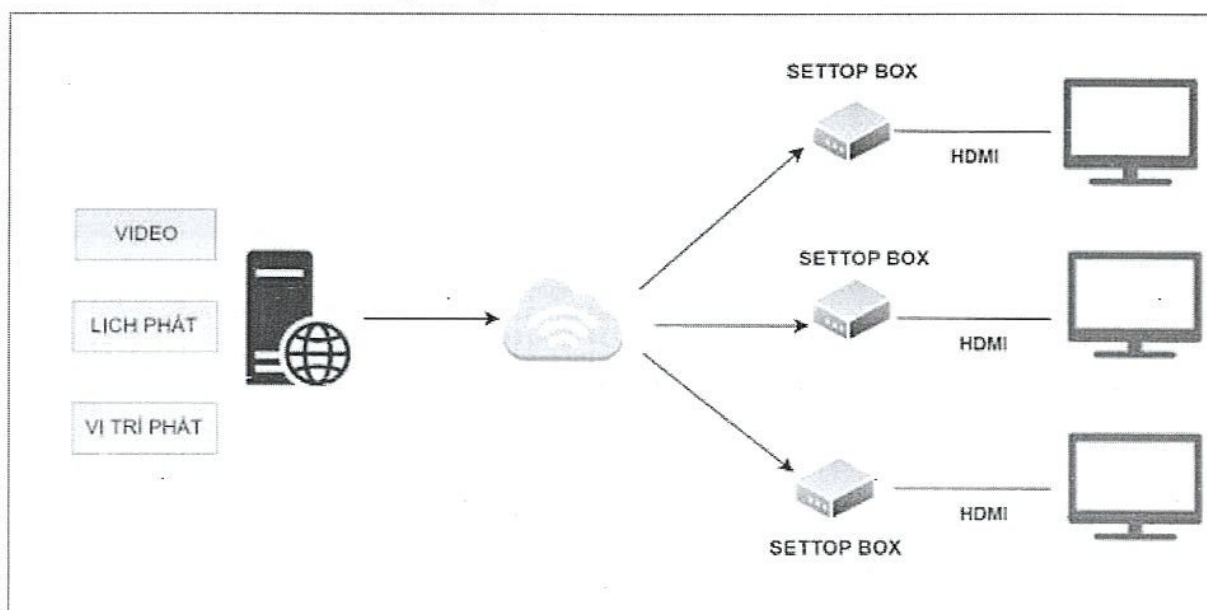 SETTOP BOX
HDMI
VIDEO
SETTOP BOX
LỊCH PHÁT
HDMI
VỊ TRÍ PHÁT
HDMI
SETTOP BOX